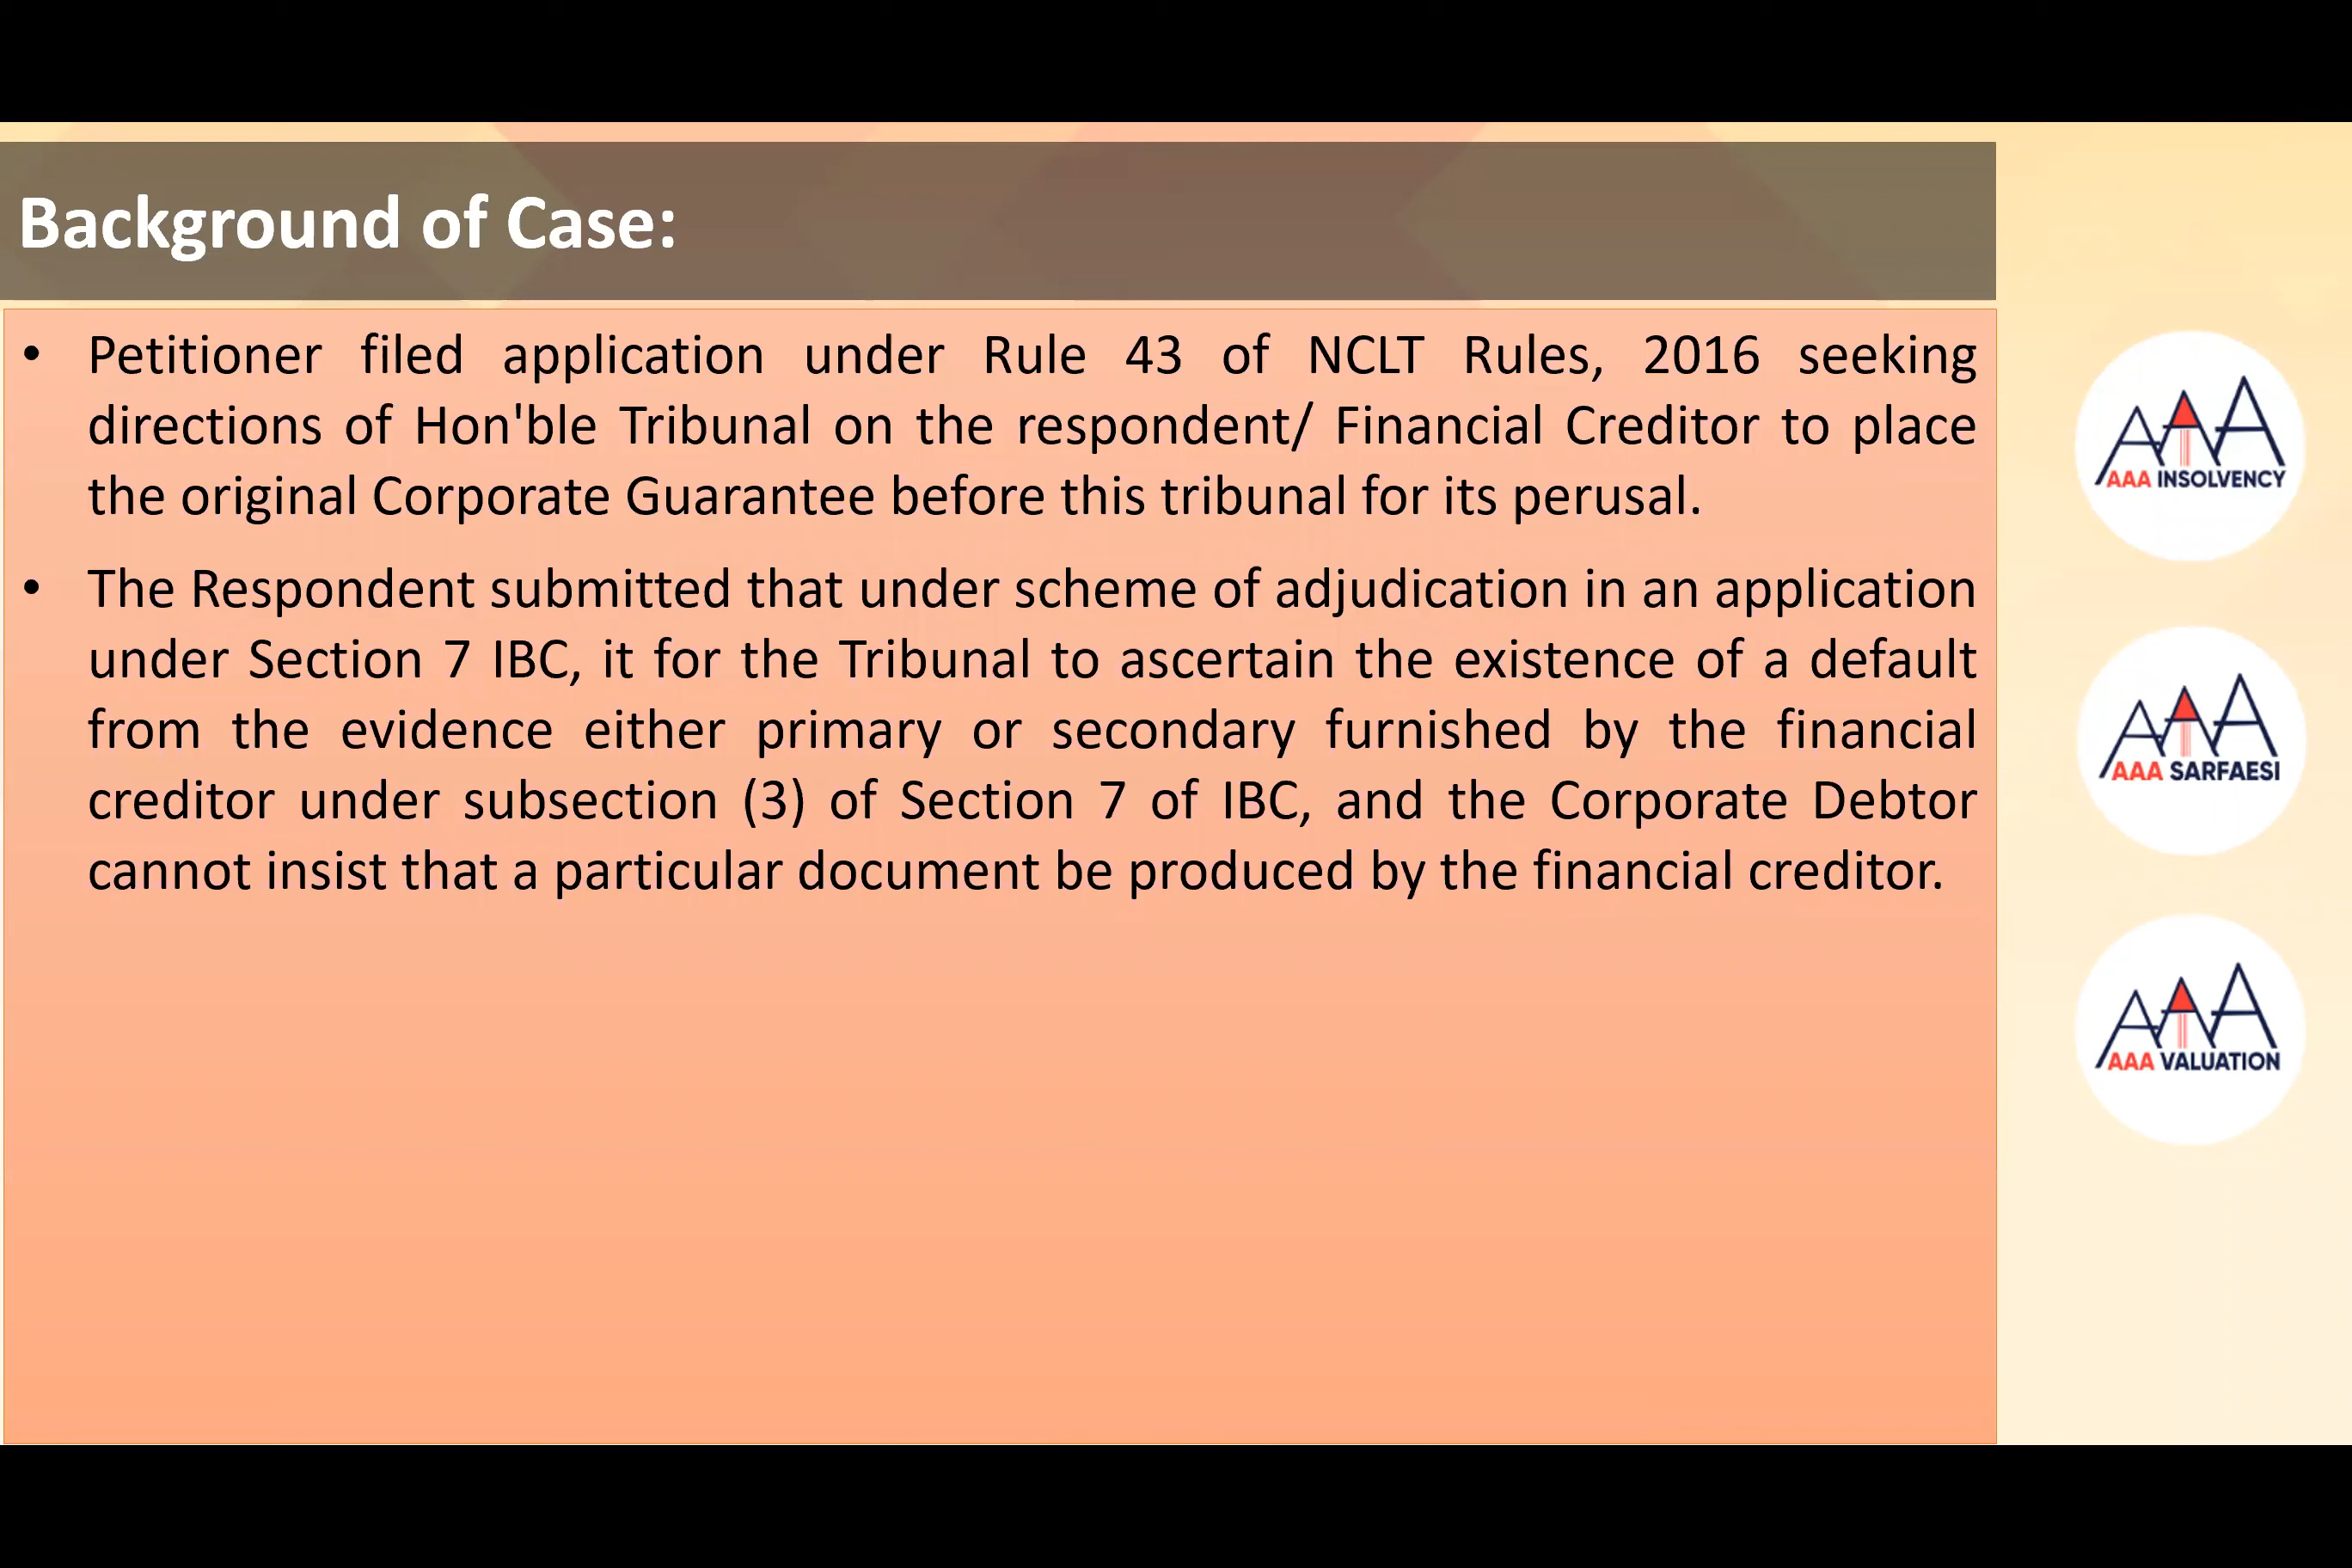 Background of Case:
• Petitioner filed application under Rule 43 of NCLT Rules, 2016 seeking
directions of Hon'ble Tribunal on the respondent/ Financial Creditor to place
the original Corporate Guarantee before this tribunal for its perusal.
• The Respondent submitted that under scheme of adjudication in an application
under Section 7 IBC, it for the Tribunal to ascertain the existence of a default
from the evidence either primary or secondary furnished by the financial
creditor under subsection (3) of Section 7 of IBC, and the Corporate Debtor
cannot insist that a particular document be produced by the financial creditor.
AAA
AAA INSOLVENCY
AAA
AAA SARFAESI
AAA
AAA VALUATION